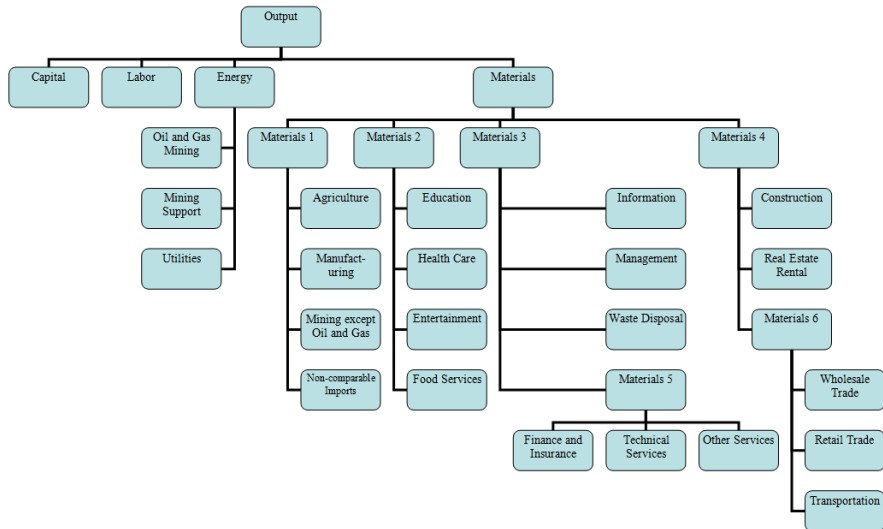 Output
Capital
Labor
Energy
Materials
Oil and Gas
Mining
Materials 1
Materials 2
Materials 3
Materials 4
Mining
Support
Agriculture
Education
Information
Construction
Utilities
Manufact-
uring
Health Care
Management
Real Estate
Rental
Mining except
Oil and Gas
Entertainment
Waste Disposal
Materials 6
Non-comparable
Imports
Food Services
Materials 5
Wholesale
Trade
Finance and
Insurance
Technical
Services
Other Services
Retail Trade
Transportation